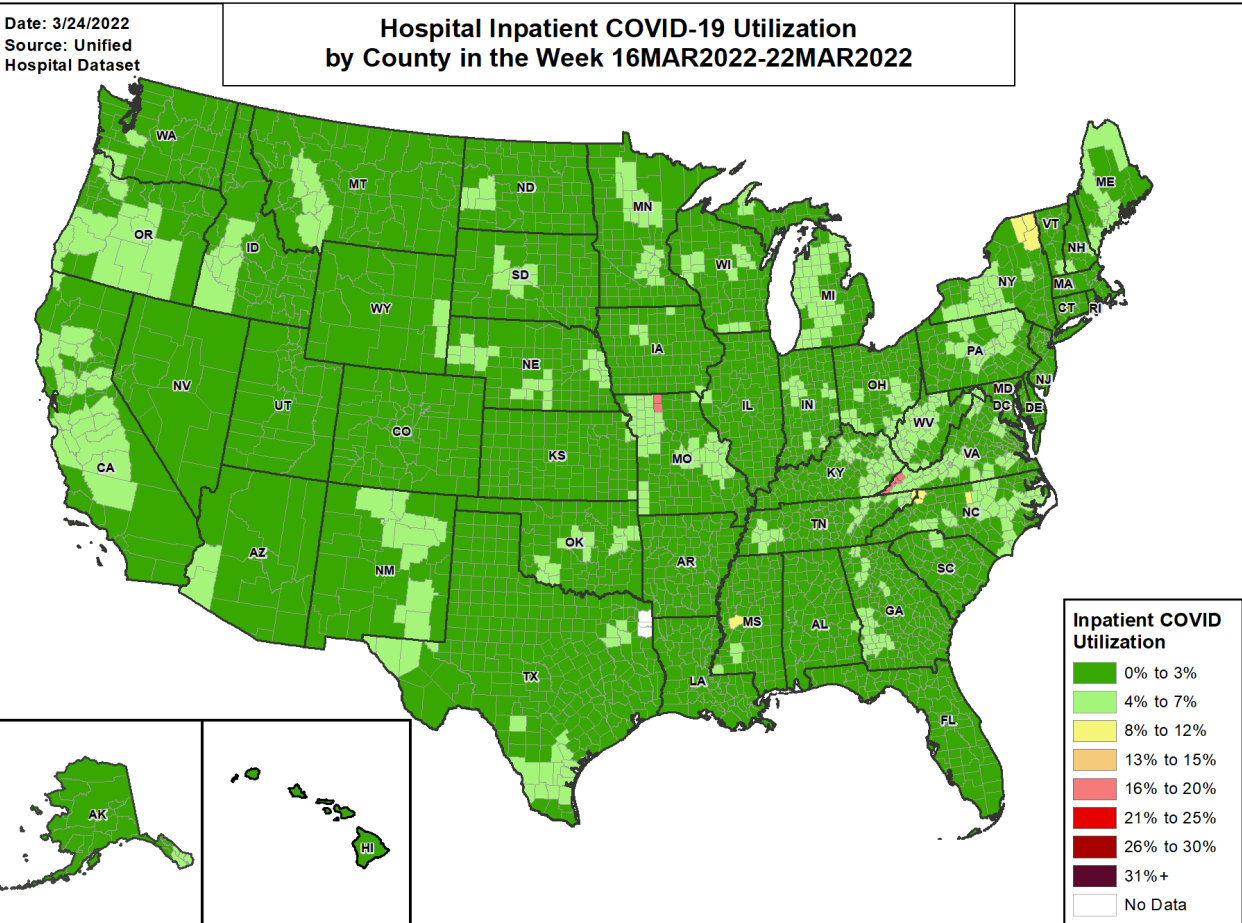 Date: 3/24/2022
Source: Unified
Hospital Dataset
Hospital Inpatient COVID-19 Utilization
by County in the Week 16MAR2022-22MAR2022
WA
MT
ND
MN
ME
VT
NH
OR
ID
SD
WI
NY
MA
CT
RI
WY
MI
IA
PA
NE
NV
UT
CO
IL
IN
OH
NJ
MD
DC
DE
WV
VA
CA
KS
MO
KY
NC
TN
AZ
NM
OK
AR
SC
MS
AL
GA
TX
LA
FL
AK
HI
Inpatient COVID
Utilization
0% to 3%
4% to 7%
8% to 12%
13% to 15%
16% to 20%
21% to 25%
26% to 30%
31%+
No Data